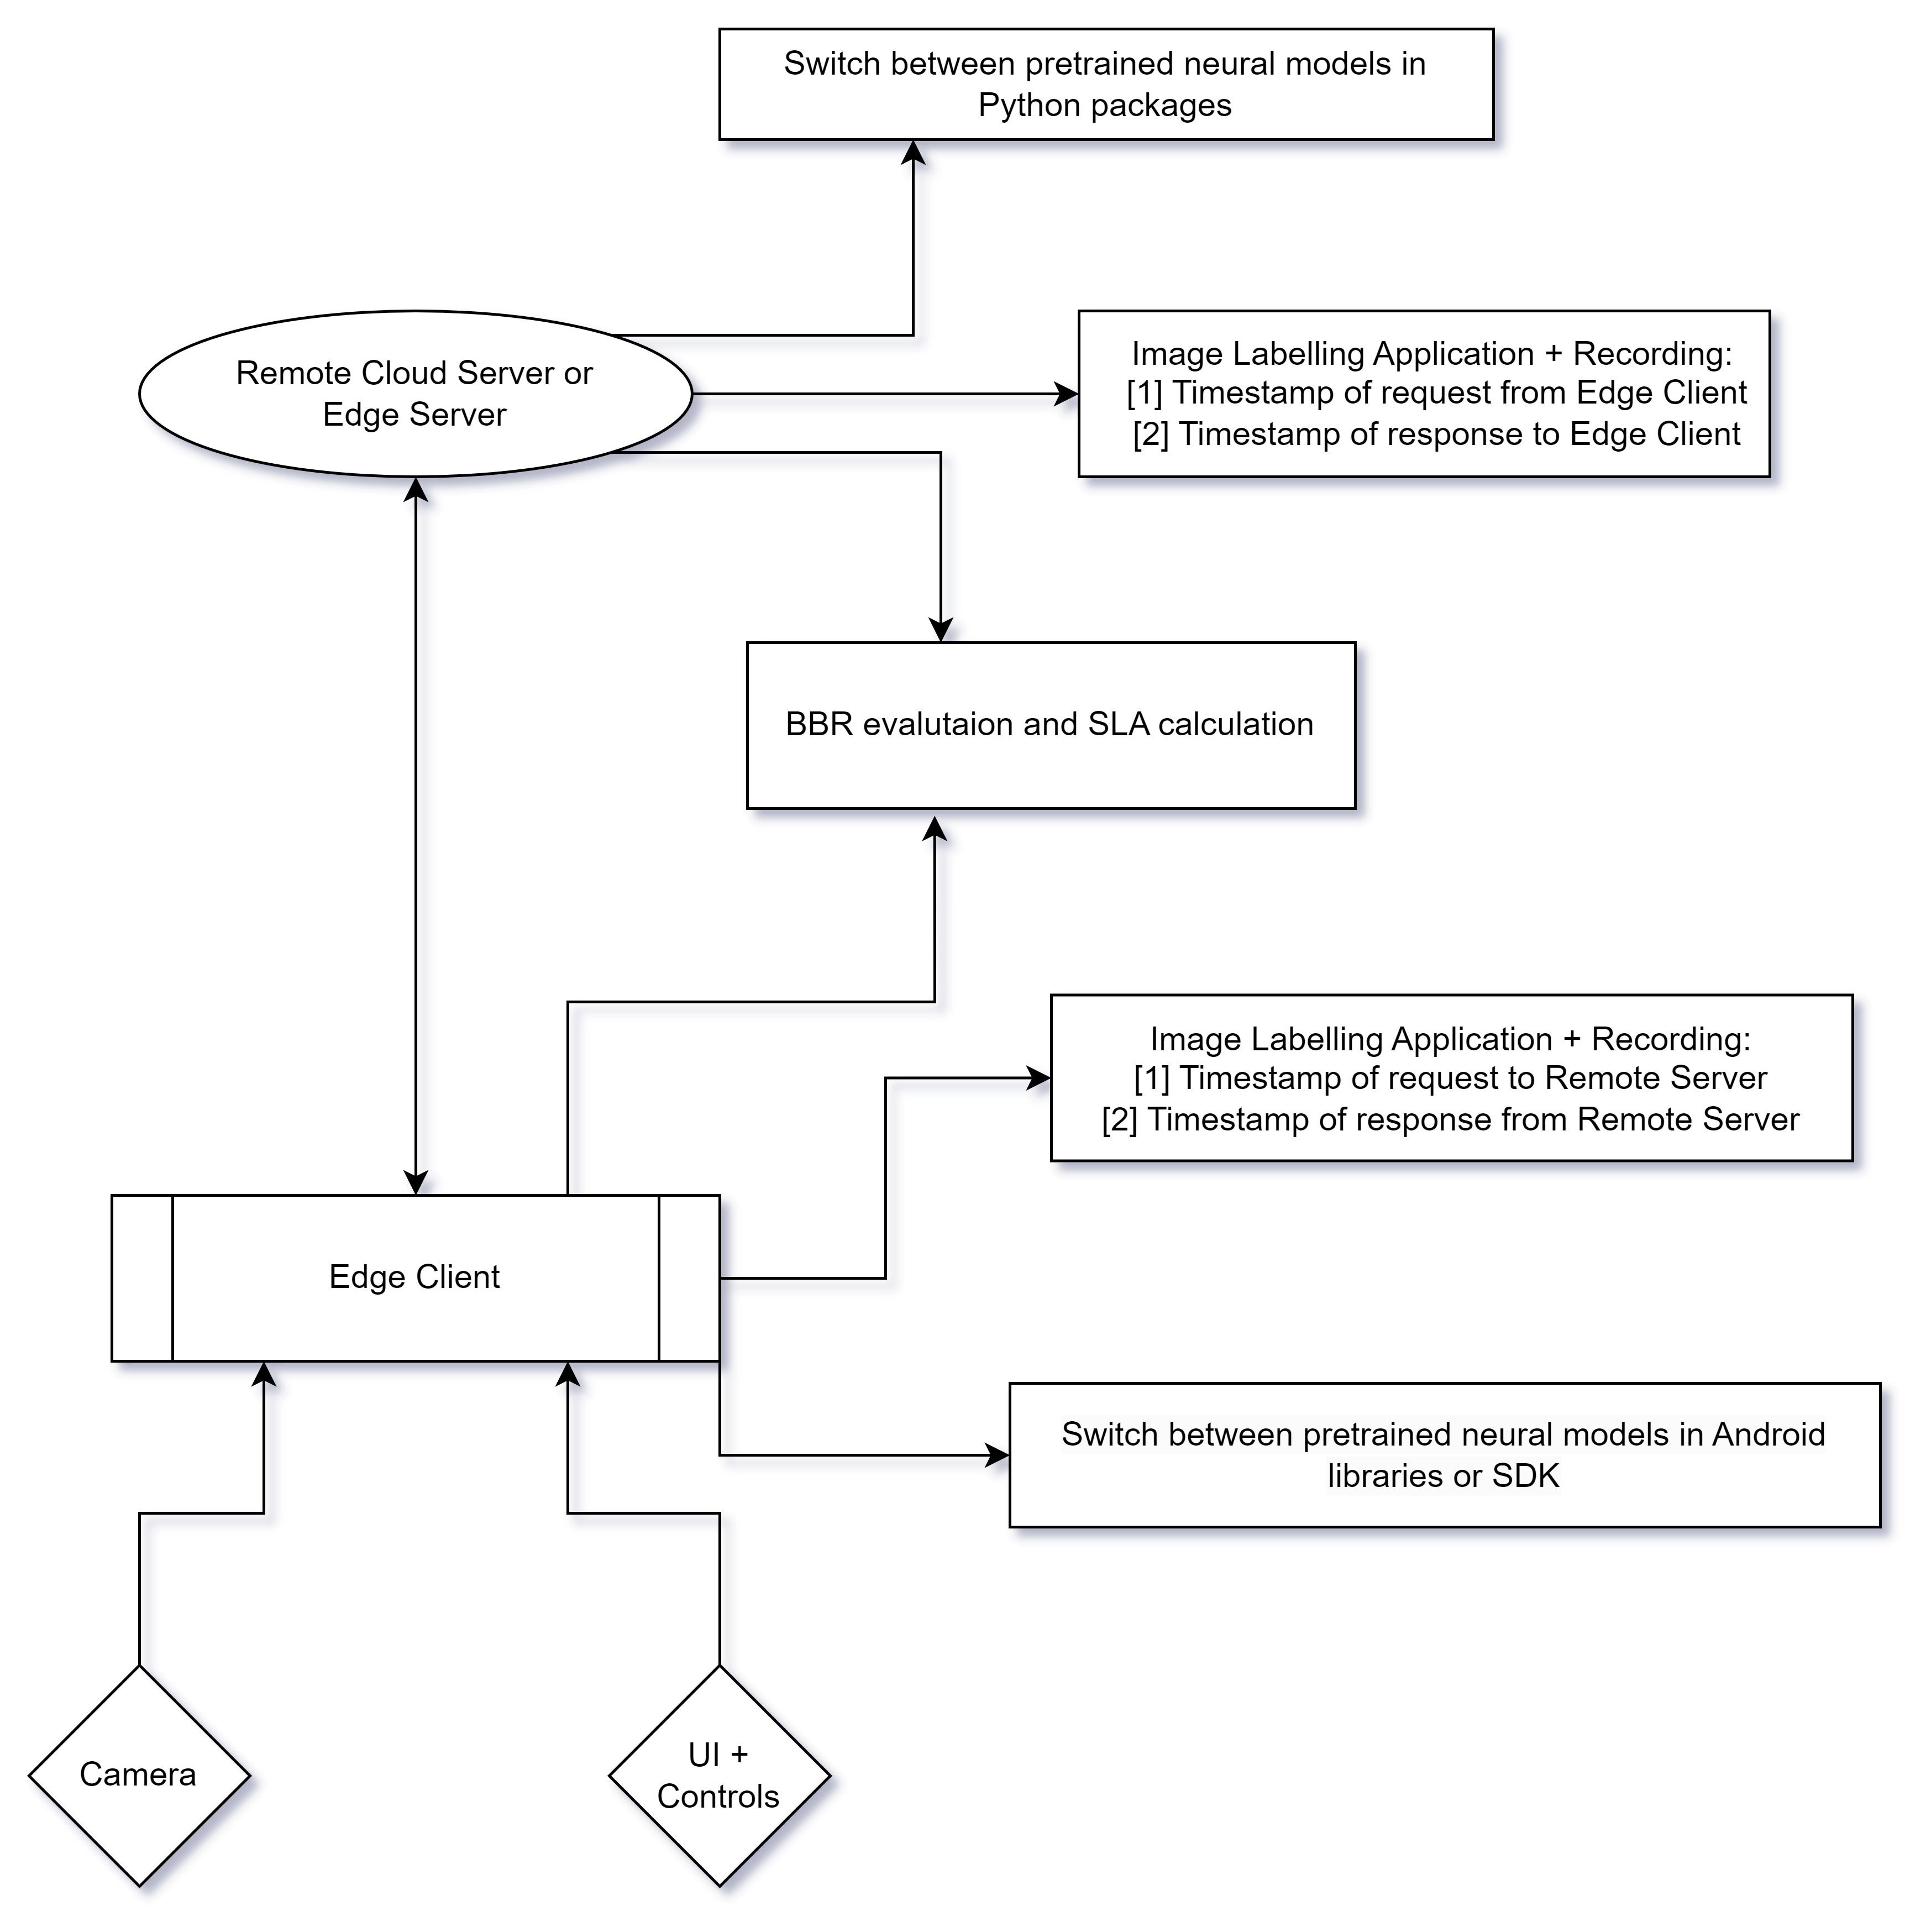 Switch between pretrained neural models in
Python packages
Remote Cloud Server or
Edge Server
Image Labelling Application + Recording:
[1] Timestamp of request from Edge Client
[2] Timestamp of response to Edge Client
BBR evalutaion and SLA calculation
Image Labelling Application + Recording:
[1] Timestamp of request to Remote Server
[2] Timestamp of response from Remote Server
Edge Client
Switch between pretrained neural models in Android
libraries or SDK
Camera
UI +
Controls